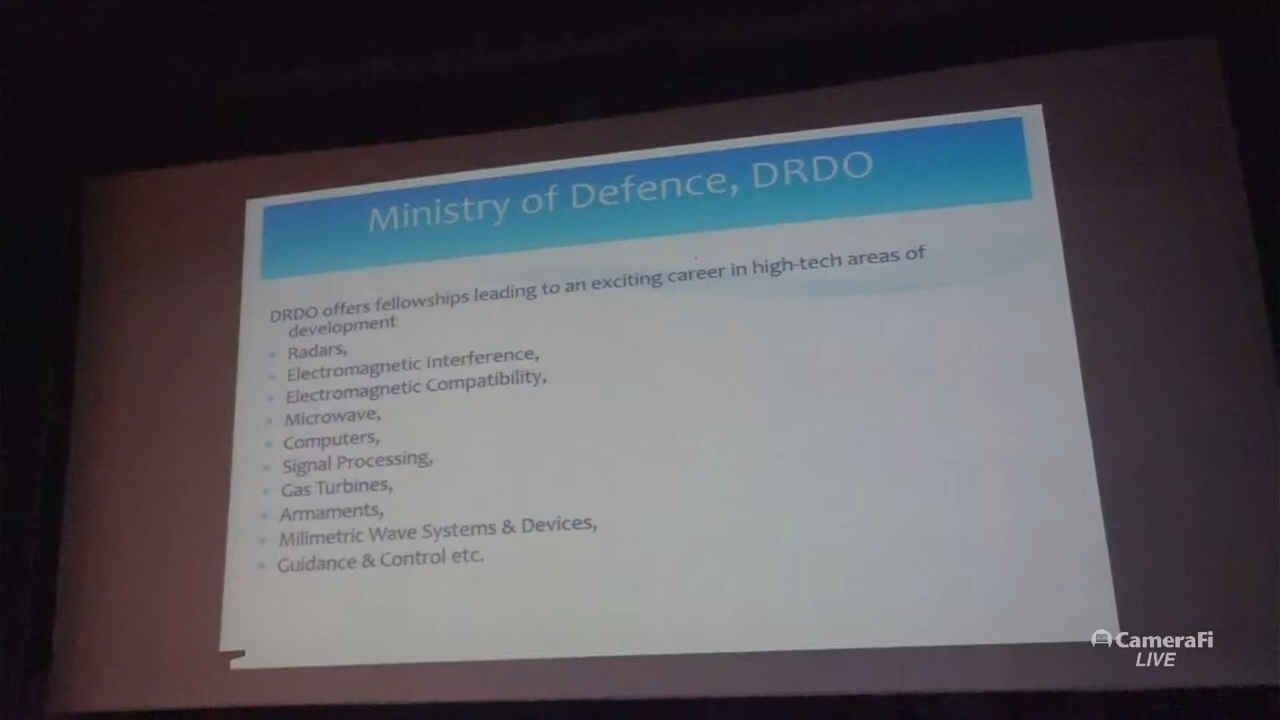 Ministry of Defence, DRDO
DRDO offers fellowships leading to an exciting career in high-tech areas of
development
Radars,
Electromagnetic Interference,
Electromagnetic Compatibility,
Microwave,
Computers,
Signal Processing,
Gas Turbines,
Armaments,
Milimetric Wave Systems & Devices,
Guidance & Control etc.
CameraFi
LIVE